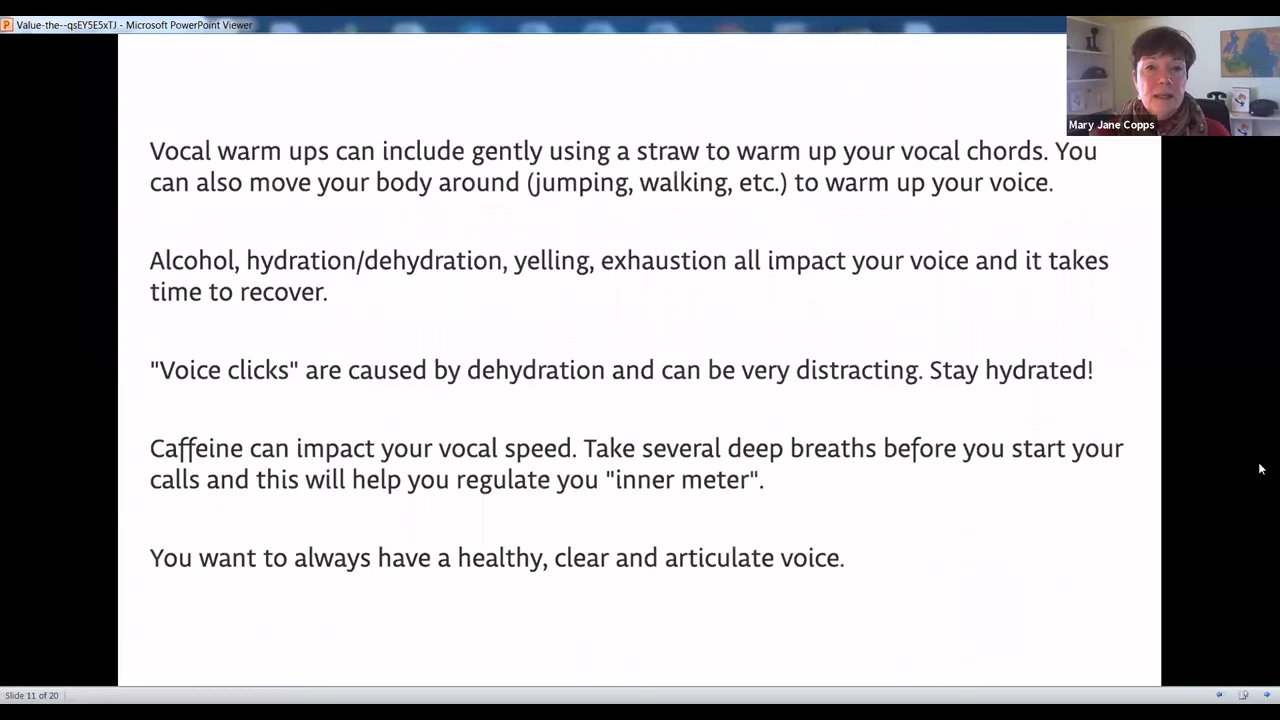 Value-the--qsEY5E5xTJ - Microsoft PowerPoint Viewer
Mary Jane Copps
Vocal warm ups can include gently using a straw to warm up your vocal chords. You
can also move your body around (jumping, walking, etc.) to warm up your voice.
Alcohol, hydration/dehydration, yelling, exhaustion all impact your voice and it takes
time to recover.
"Voice clicks" are caused by dehydration and can be very distracting. Stay hydrated!
Caffeine can impact your vocal speed. Take several deep breaths before you start your
calls and this will help you regulate you "inner meter".
You want to always have a healthy, clear and articulate voice.
Slide 11 of 20